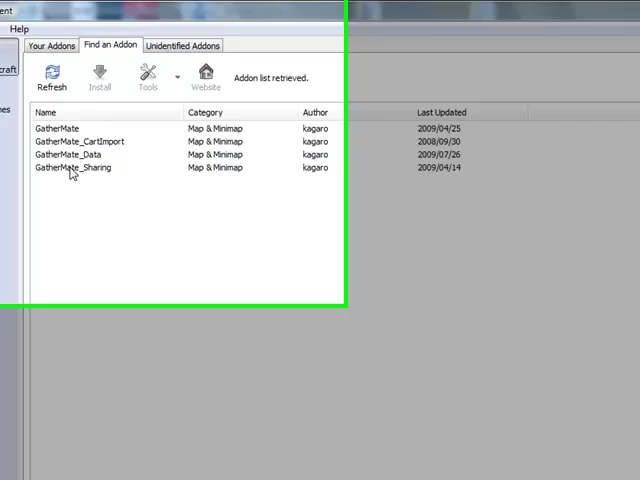 ent
Help
craft
nes
Your Addons Find an Addon Unidentified Addons
Refresh Install Tools Website Addon list retrieved.
Name Category Author Last Updated
GatherMate Map & Minimap kagaro 2009/04/25
GatherMate_CartImport Map & Minimap kagaro 2008/09/30
GatherMate_Data Map & Minimap kagaro 2009/07/26
GatherMate_Sharing Map & Minimap kagaro 2009/04/14